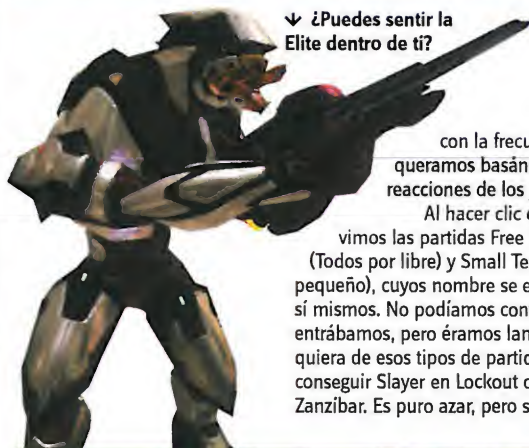 ↓ ¿Puedes sentir la
Elite dentro de tí?
con la frecu
queramos basán
reacciones de los
Al hacer clic
vimos las partidas Free
(Todos por libre) y Small Te
pequeño), cuyos nombre se e
sí mismos. No podíamos con
entrábamos, pero éramos lan
quiera de esos tipos de partic
conseguir Slayer en Lockout
Zanzíbar. Es puro azar, pero s